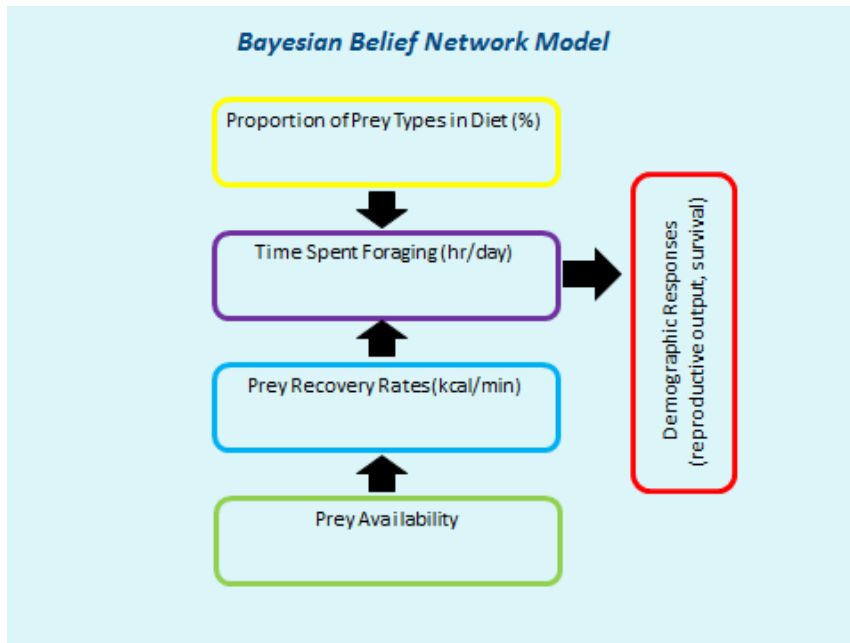 Bayesian Belief Network Model
Proportion of Prey Types in Diet (%)
Time Spent Foraging (hr/day)
Prey Recovery Rates(kcal/min)
Prey Availability
Demographic Responses
(reproductive output, survival)